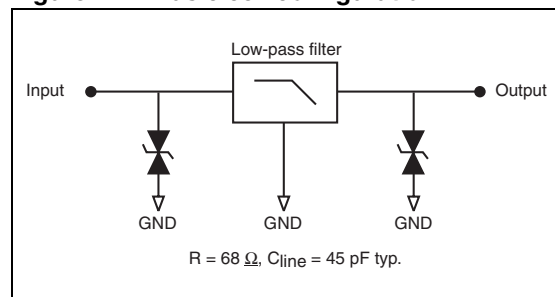 Low-pass filter
Input
Output
GND
GND
GND
R = 68 Ω, Cline = 45 pF typ.